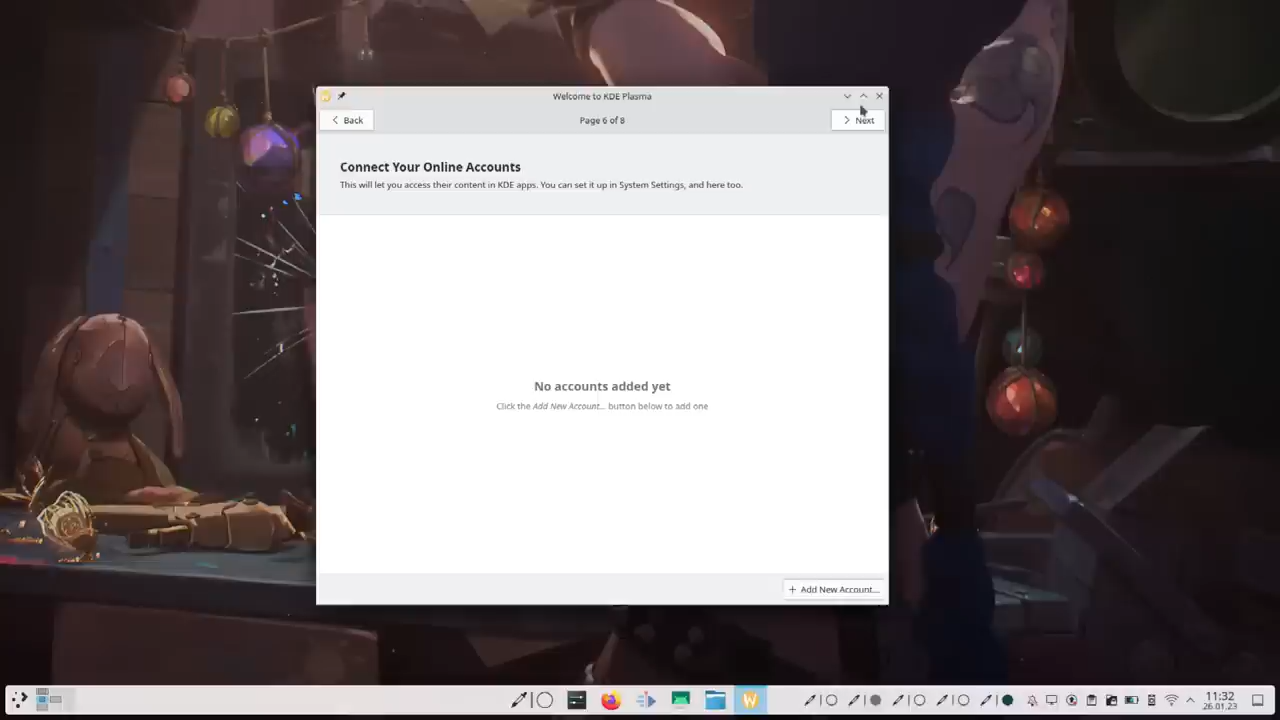 Welcome to KDE Plasma
Back
Page 6 of 8
Next
Connect Your Online Accounts
This will let you access their content in KDE apps. You can set it up in System Settings, and here too.
No accounts added yet
Click the Add New Account... button below to add one
+ Add New Account...
W
11:32
26.01.23